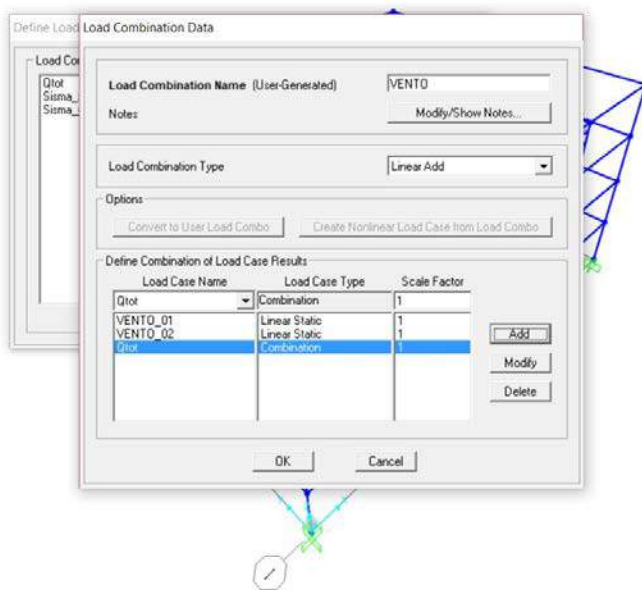 Define Load
Load Combination Data
Load Co
Qtot
Sisma_
Sisma_
Load Combination Name (User-Generated)
VENTO
Notes
Modify/Show Notes...
Load Combination Type
Linear Add
Options
Convert to User Load Combo
Create Nonlinear Load Case from Load Combo
Define Combination of Load Case Results
Load Case Name Load Case Type Scale Factor
Qtot Combination 1
VENTO_01 Linear Static 1
VENTO_02 Linear Static 1
Qtot Combination 1
Add
Modify
Delete
OK Cancel